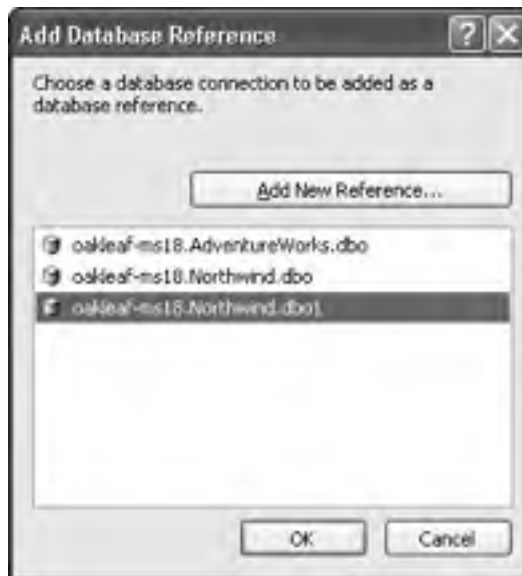 Add Database Reference
Choose a database connection to be added as a
database reference.
Add New Reference...
oakleaf-ms18.AdventureWorks.dbo
oakleaf-ms18.Northwind.dbo
oakleaf-ms18.Northwind.dbo1
OK
Cancel